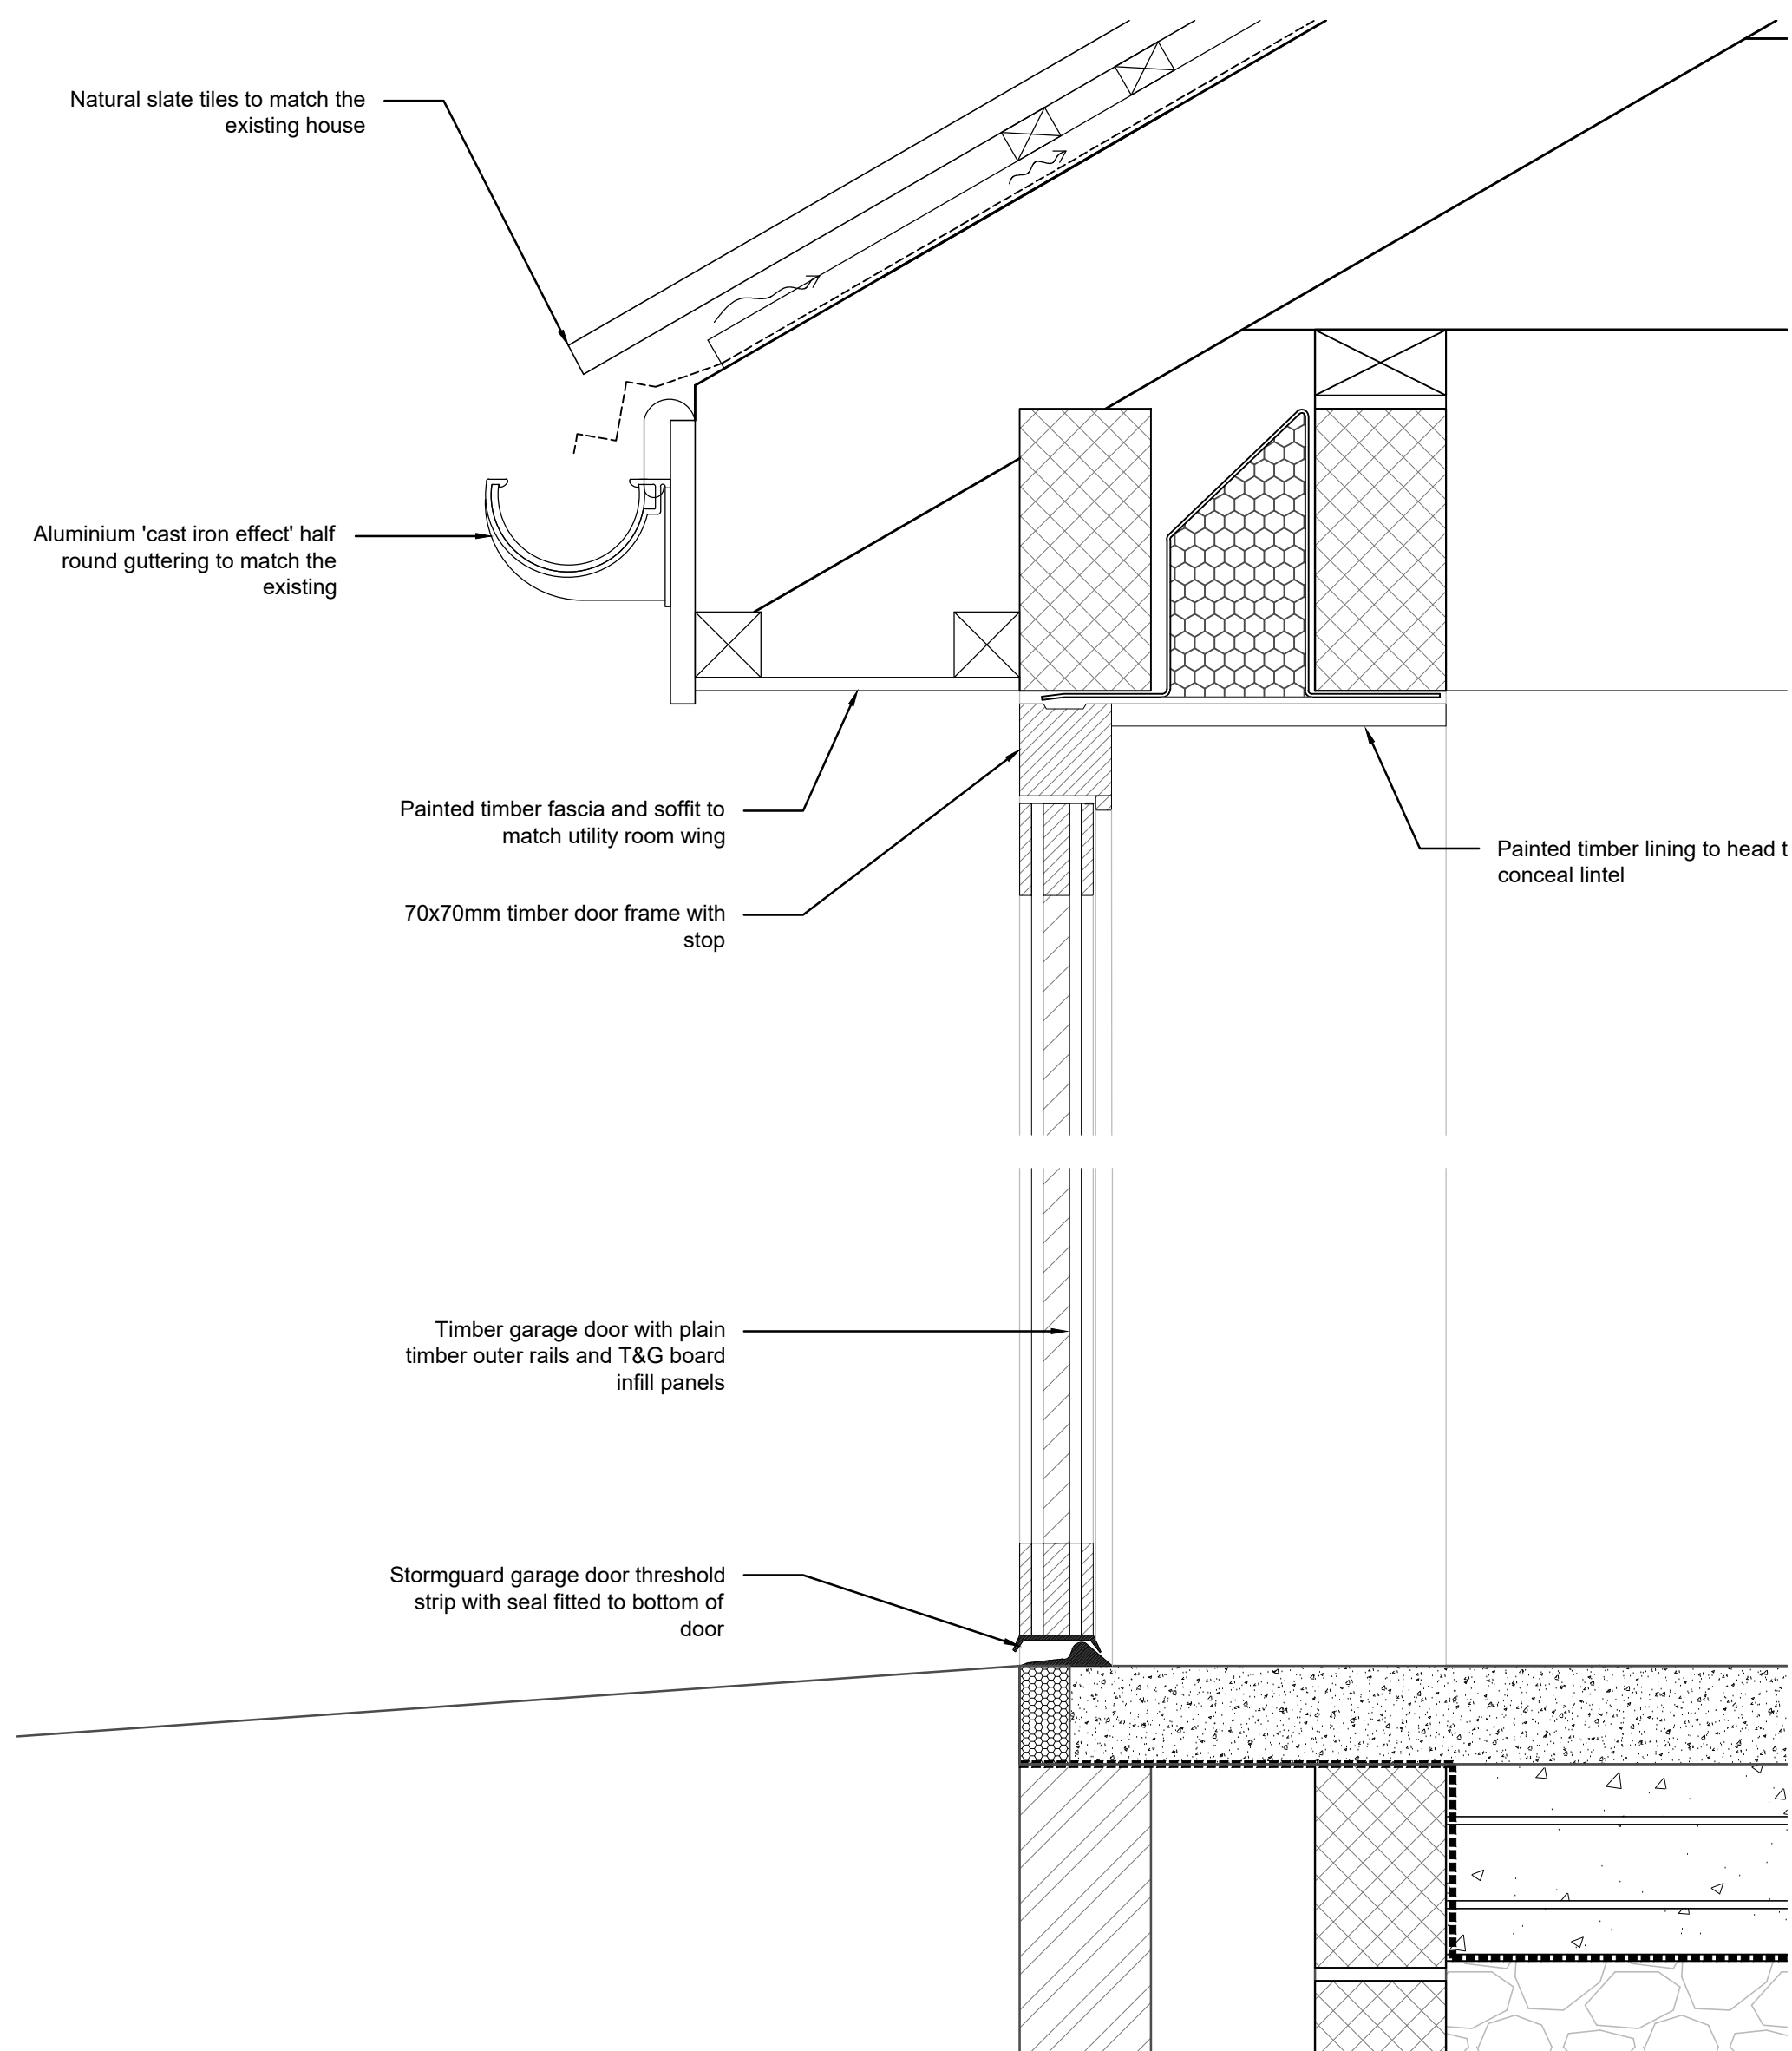 Natural slate tiles to match the
existing house
Aluminium 'cast iron effect' half
round guttering to match the
existing
Painted timber fascia and soffit to
match utility room wing
Painted timber lining to head t
conceal lintel
70x70mm timber door frame with
stop
Timber garage door with plain
timber outer rails and T&G board
infill panels
Stormguard garage door threshold
strip with seal fitted to bottom of
door